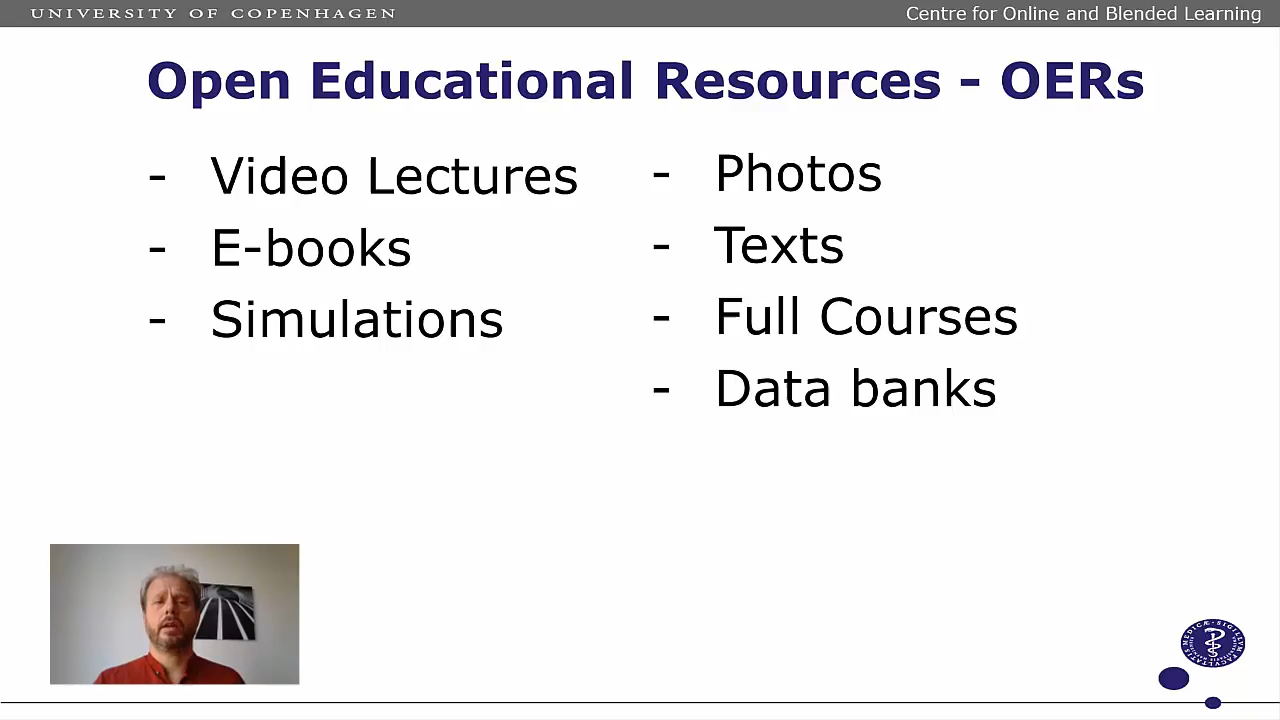 UNIVERSITY OF COPENHAGEN
Centre for Online and Blended Learning
Open Educational Resources - OERs
- Video Lectures
- E-books
- Simulations
- Photos
- Texts
- Full Courses
- Data banks